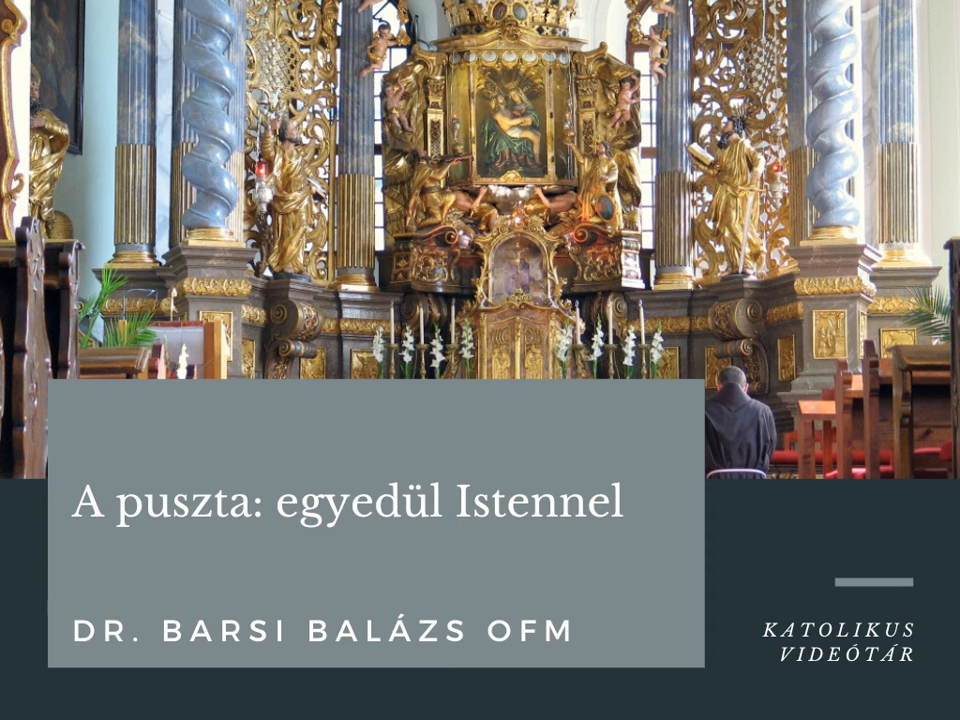 A puszta: egyedül Istennel
DR. BARSI BALÁZS OFM
KATOLIKUS
VIDEÓTÁR